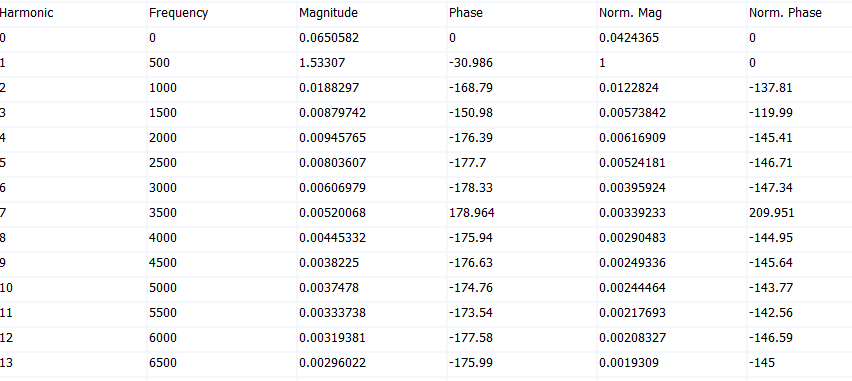 Harmonic Frequency Magnitude Phase Norm. Mag Norm. Phase
0 0 0.0650582 0 0.0424365 0
1 500 1.53307 -30.986 1 0
2 1000 0.0188297 -168.79 0.0122824 -137.81
3 1500 0.00879742 -150.98 0.00573842 -119.99
4 2000 0.00945765 -176.39 0.00616909 -145.41
5 2500 0.00803607 -177.7 0.00524181 -146.71
6 3000 0.00606979 -178.33 0.00395924 -147.34
7 3500 0.00520068 178.964 0.00339233 209.951
8 4000 0.00445332 -175.94 0.00290483 -144.95
9 4500 0.0038225 -176.63 0.00249336 -145.64
10 5000 0.0037478 -174.76 0.00244464 -143.77
11 5500 0.00333738 -173.54 0.00217693 -142.56
12 6000 0.00319381 -177.58 0.00208327 -146.59
13 6500 0.00296022 -175.99 0.0019309 -145